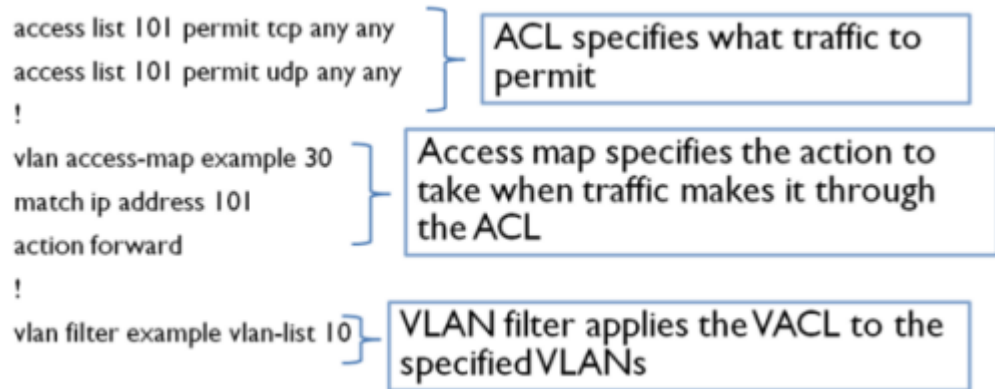 access list 101 permit tcp any any
access list 101 permit udp any any
!
vlan access-map example 30
match ip address 101
action forward
!
vlan filter example vlan-list 10
ACL specifies what traffic to
permit
Access map specifies the action to
take when traffic makes it through
the ACL
VLAN filter applies the VACL to the
specified VLANs